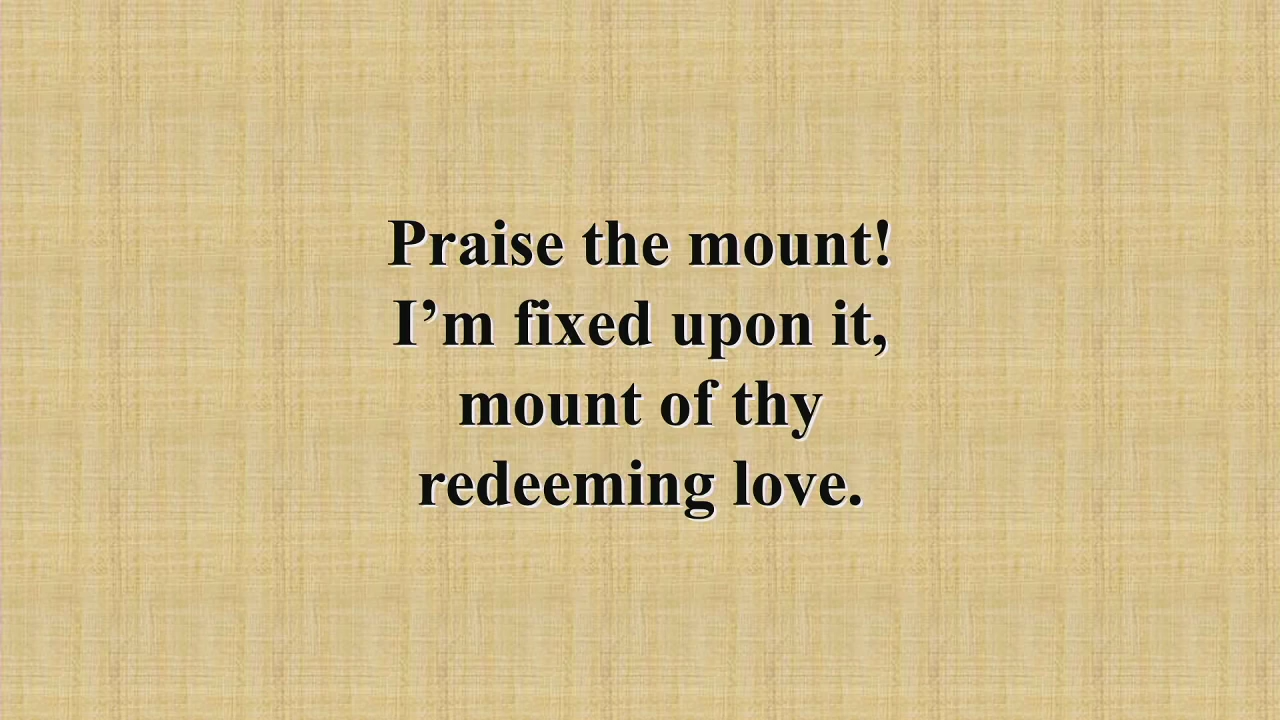 Praise the mount!
I’m fixed upon it,
mount of thy
redeeming love.